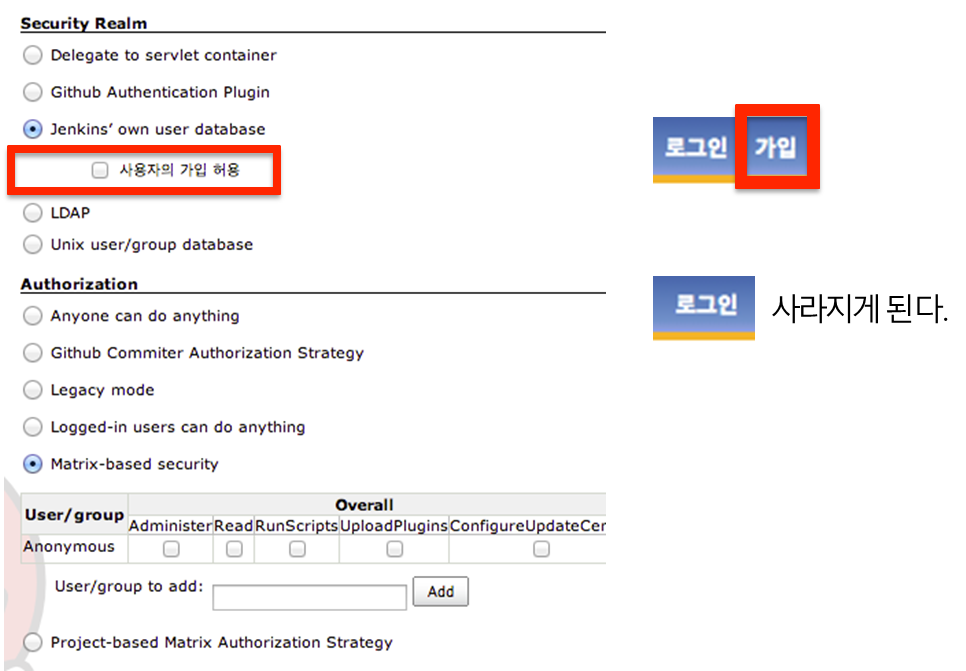 Security Realm
Delegate to servlet container
Github Authentication Plugin
Jenkins’ own user database
사용자의 가입 허용
LDAP
Unix user/group database
Authorization
Anyone can do anything
Github Commiter Authorization Strategy
Legacy mode
Logged-in users can do anything
Matrix-based security
User/group Overall
Administer Read RunScripts UploadPlugins ConfigureUpdateCer
Anonymous
User/group to add: Add
Project-based Matrix Authorization Strategy
로그인 가입
로그인 사라지게 된다.